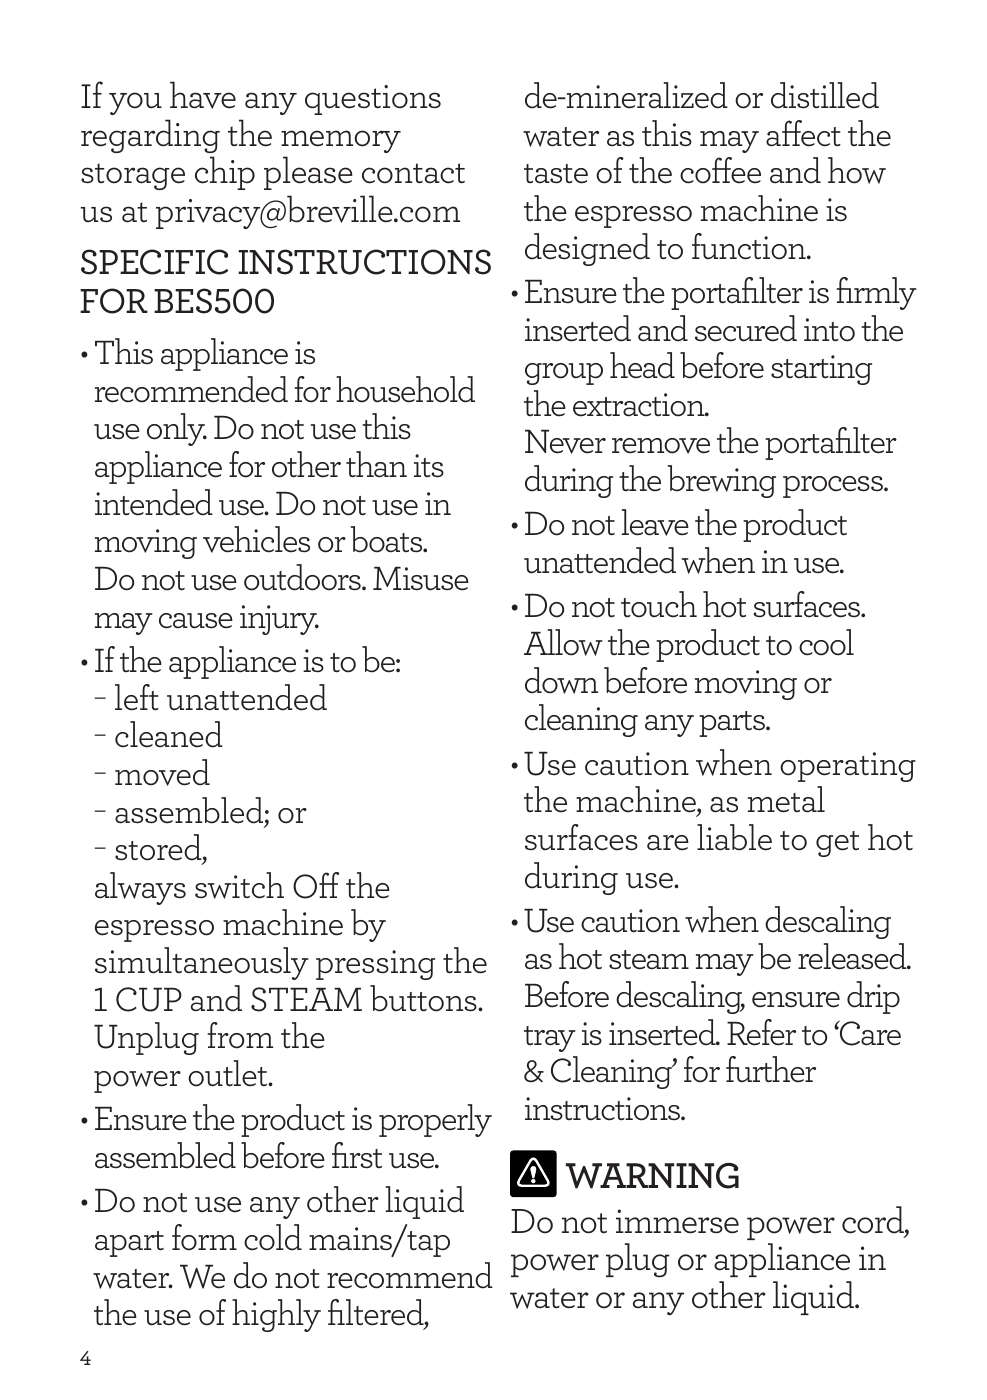 If you have any questions
regarding the memory
storage chip please contact
us at privacy@breville.com
SPECIFIC INSTRUCTIONS
FOR BES500
• This appliance is
recommended for household
use only. Do not use this
appliance for other than its
intended use. Do not use in
moving vehicles or boats.
Do not use outdoors. Misuse
may cause injury.
• If the appliance is to be:
– left unattended
– cleaned
– moved
– assembled; or
– stored,
always switch Off the
espresso machine by
simultaneously pressing the
1 CUP and STEAM buttons.
Unplug from the
power outlet.
• Ensure the product is properly
assembled before first use.
• Do not use any other liquid
apart form cold mains/tap
water. We do not recommend
the use of highly filtered,
de-mineralized or distilled
water as this may affect the
taste of the coffee and how
the espresso machine is
designed to function.
• Ensure the portafilter is firmly
inserted and secured into the
group head before starting
the extraction.
Never remove the portafilter
during the brewing process.
• Do not leave the product
unattended when in use.
• Do not touch hot surfaces.
Allow the product to cool
down before moving or
cleaning any parts.
• Use caution when operating
the machine, as metal
surfaces are liable to get hot
during use.
• Use caution when descaling
as hot steam may be released.
Before descaling, ensure drip
tray is inserted. Refer to ‘Care
& Cleaning’ for further
instructions.
WARNING
Do not immerse power cord,
power plug or appliance in
water or any other liquid.
4